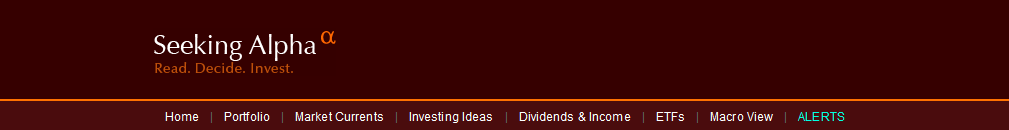 Seeking Alpha α
Read. Decide. Invest.
Home | Portfolio | Market Currents | Investing Ideas | Dividends & Income | ETFs | Macro View | ALERTS